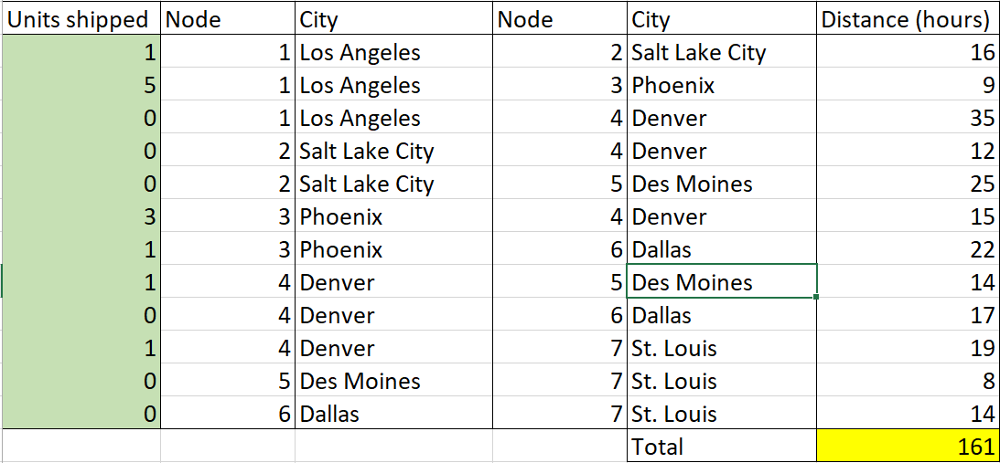 Units shipped Node City Node City Distance (hours)
1 1 Los Angeles 2 Salt Lake City 16
5 1 Los Angeles 3 Phoenix 9
0 1 Los Angeles 4 Denver 35
0 2 Salt Lake City 4 Denver 12
0 2 Salt Lake City 5 Des Moines 25
3 3 Phoenix 4 Denver 15
1 3 Phoenix 6 Dallas 22
1 4 Denver 5 Des Moines 14
0 4 Denver 6 Dallas 17
1 4 Denver 7 St. Louis 19
0 5 Des Moines 7 St. Louis 8
0 6 Dallas 7 St. Louis 14
Total 161